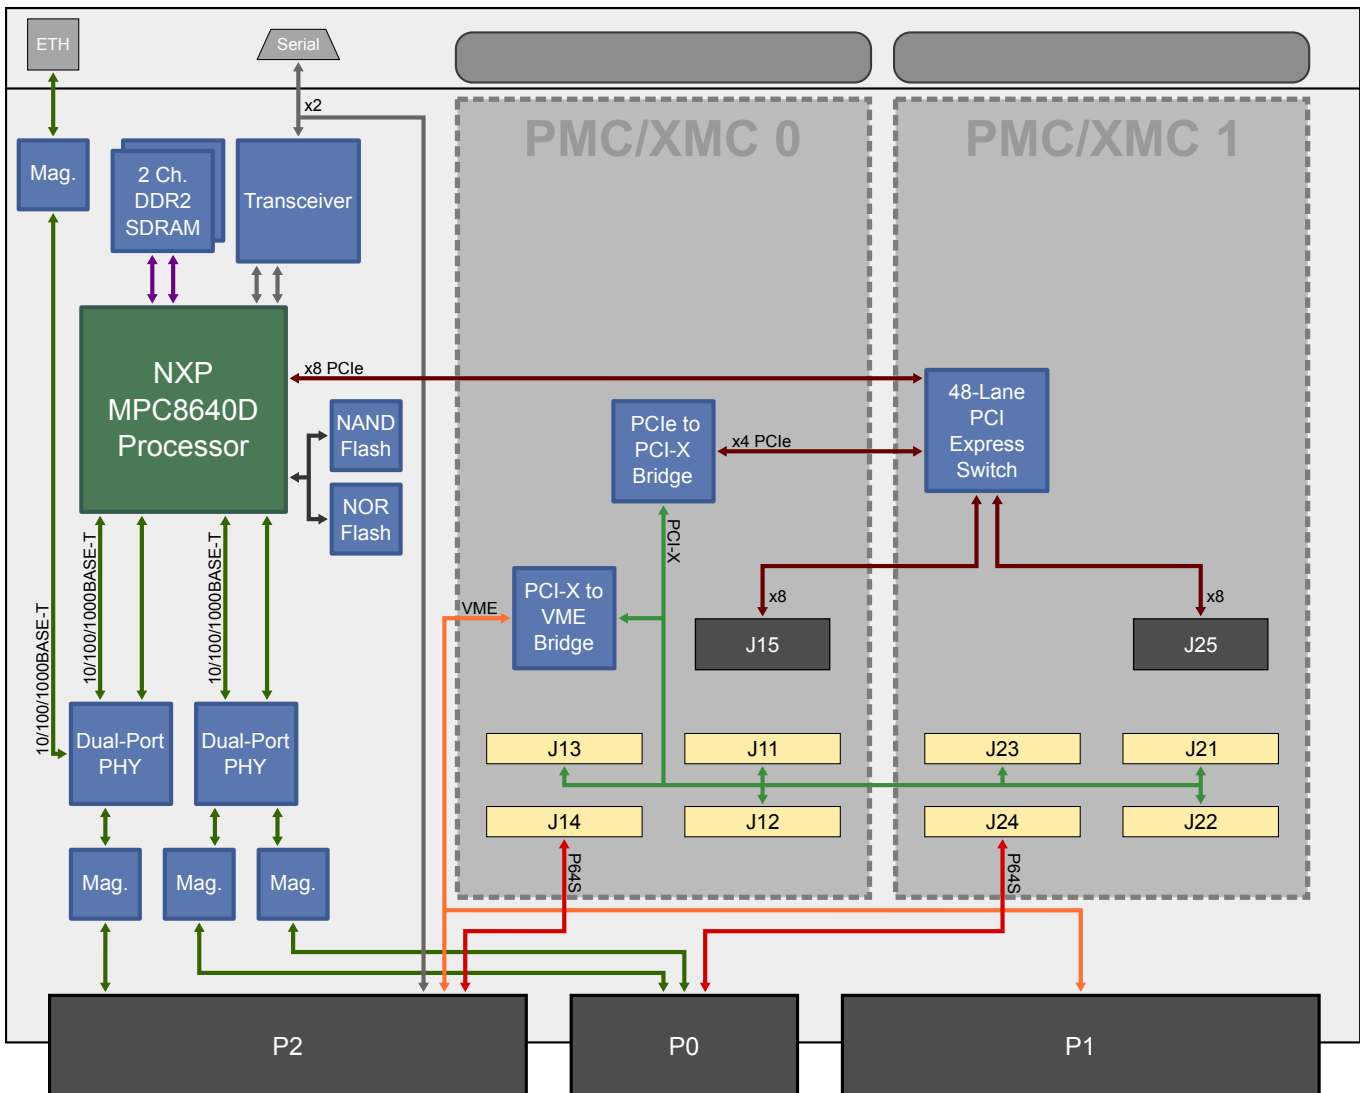 ETH
Serial
x2
PMC/XMC 0
PMC/XMC 1
Mag.
2 Ch.
DDR2
SDRAM
Transceiver
NXP
MPC8640D
Processor
x8 PCIe
48-Lane
PCI
Express
Switch
NAND
Flash
PCIe to
PCI-X
Bridge
x4 PCIe
NOR
Flash
PCI-X
10/100/1000BASE-T
10/100/1000BASE-T
10/100/1000BASE-T
VME
PCI-X to
VME
Bridge
x8
x8
J15
J25
Dual-Port
PHY
Dual-Port
PHY
J13
J11
J23
J21
J14
J12
J24
J22
P64S
P64S
Mag.
Mag.
Mag.
P2
P0
P1